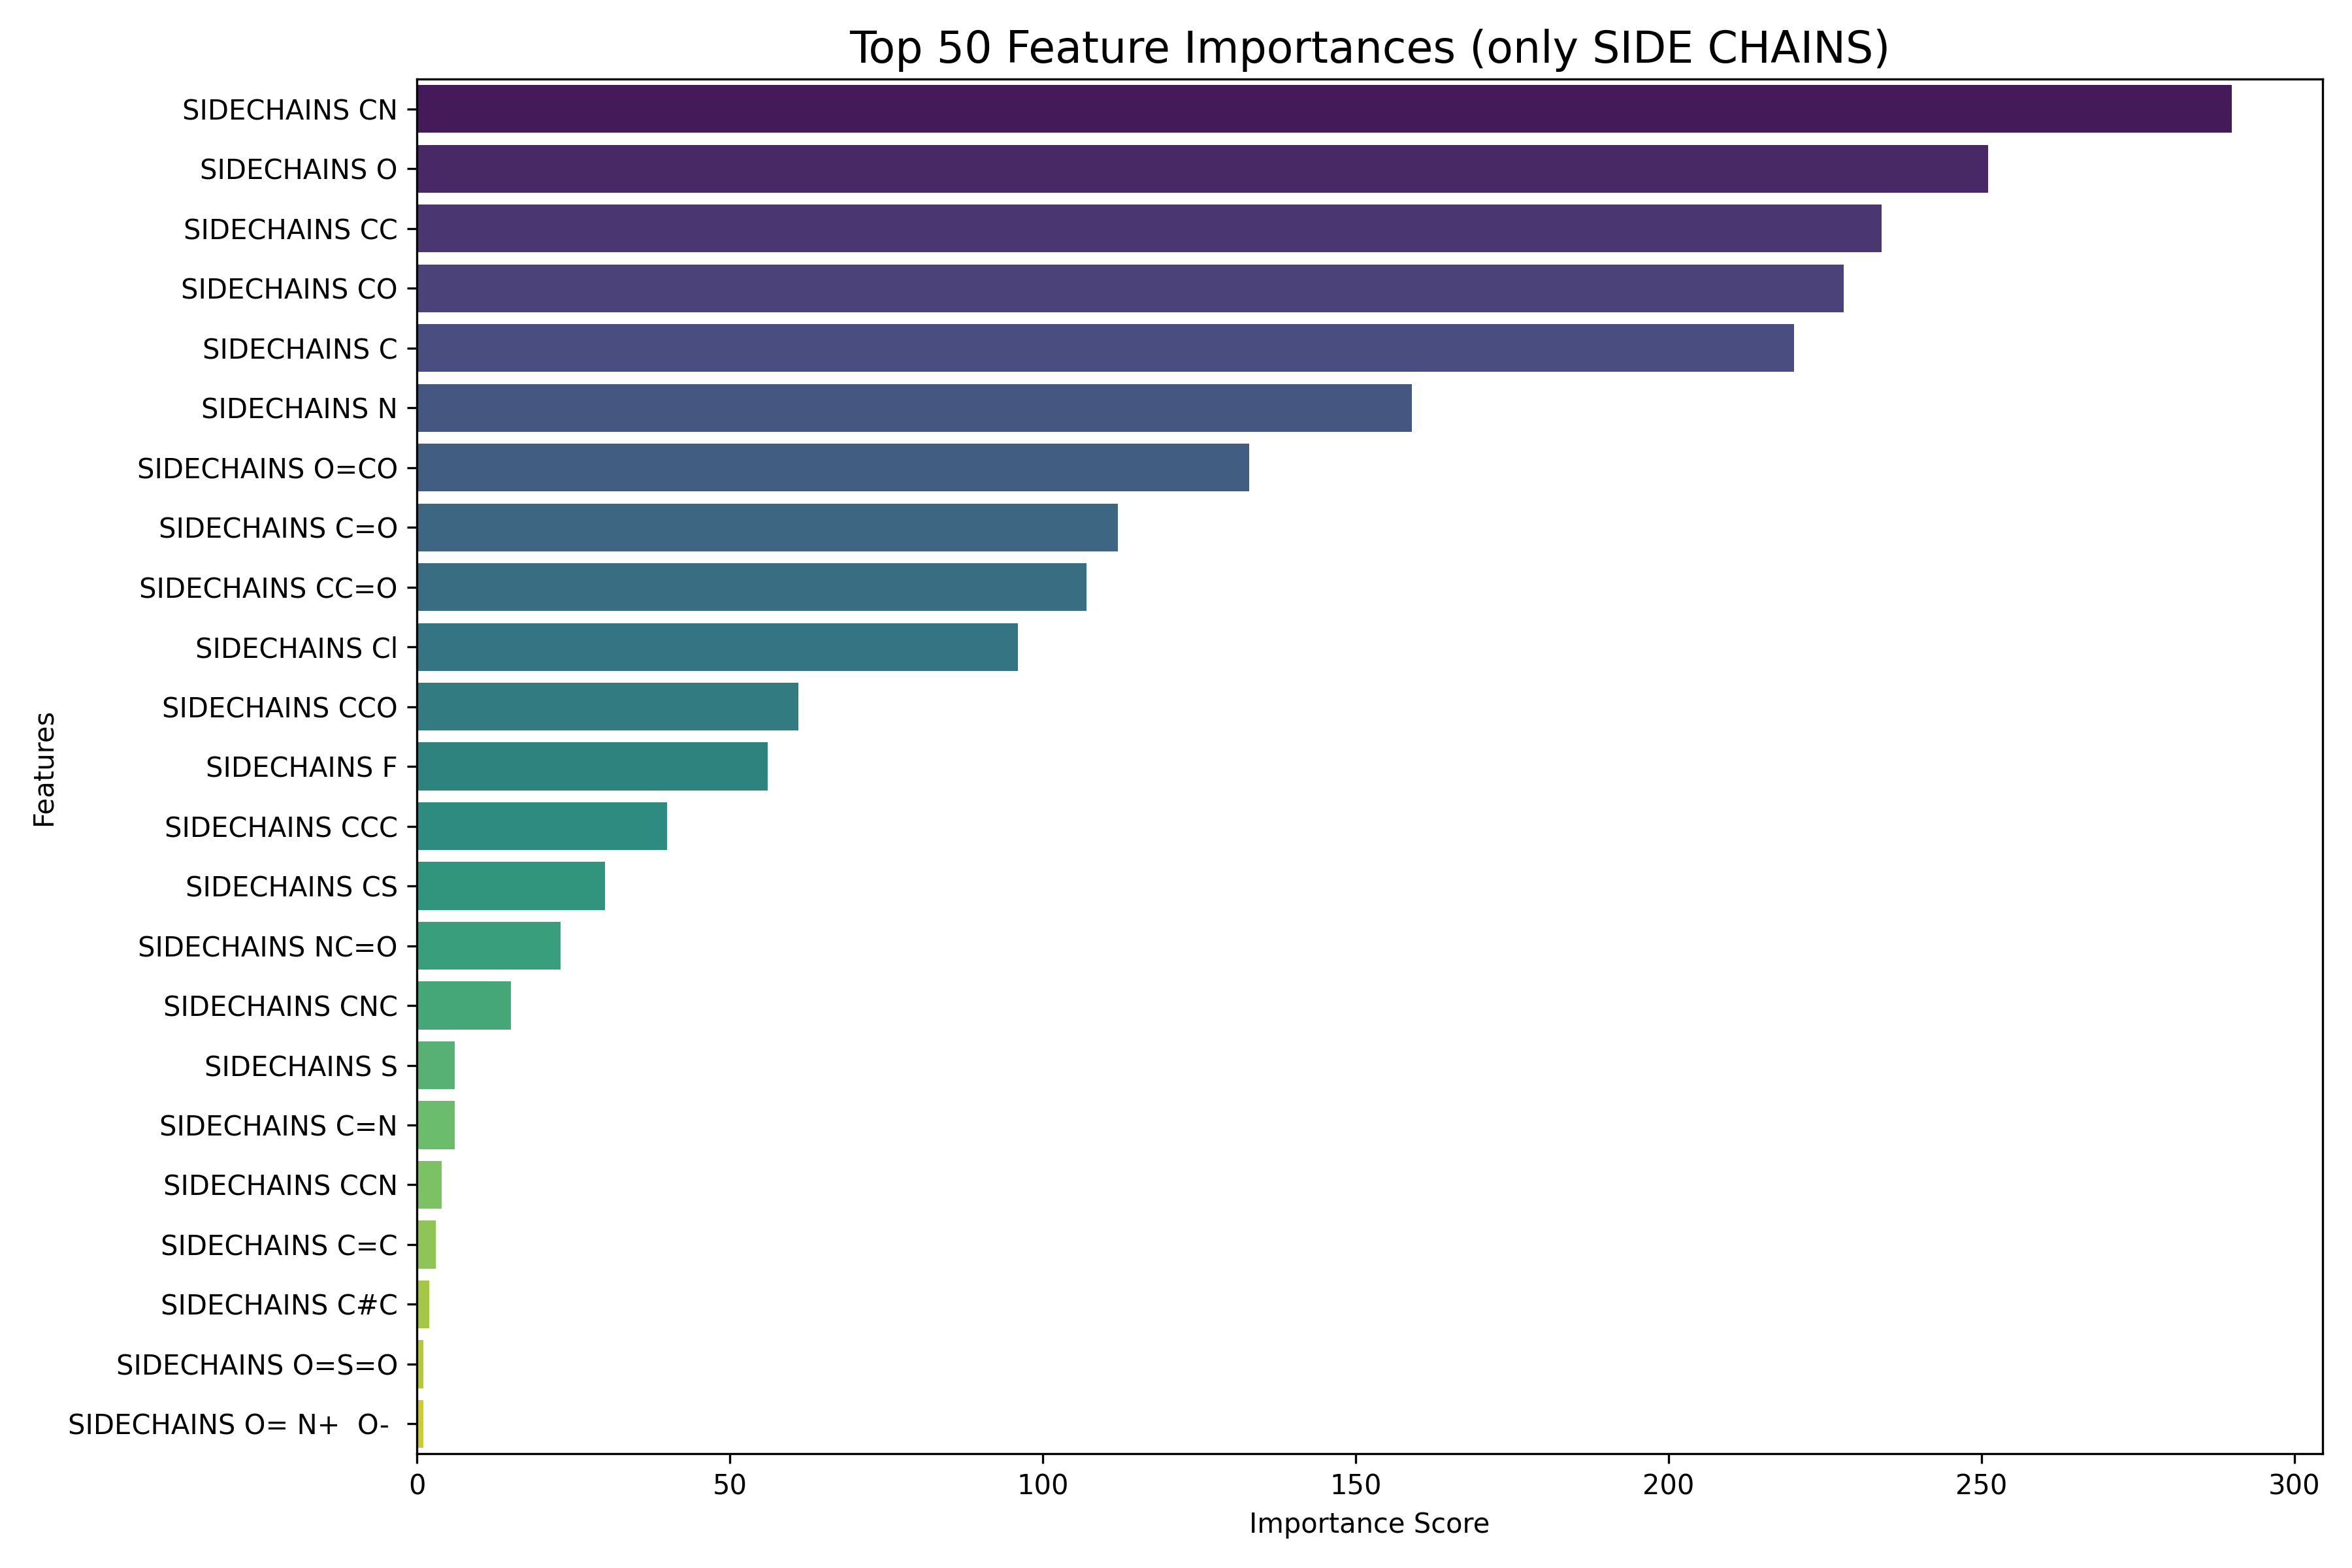 Top 50 Feature Importances (only SIDE CHAINS)
SIDECHAINS CN
SIDECHAINS O
SIDECHAINS CC
SIDECHAINS CO
SIDECHAINS C
SIDECHAINS N
SIDECHAINS O=CO
SIDECHAINS C=O
SIDECHAINS CC=O
SIDECHAINS Cl
SIDECHAINS CCO
SIDECHAINS F
SIDECHAINS CCC
SIDECHAINS CS
SIDECHAINS NC=O
SIDECHAINS CNC
SIDECHAINS S
SIDECHAINS C=N
SIDECHAINS CCN
SIDECHAINS C=C
SIDECHAINS C#C
SIDECHAINS O=S=O
SIDECHAINS O= N+  O-
Features
0 50 100 150 200 250 300
Importance Score